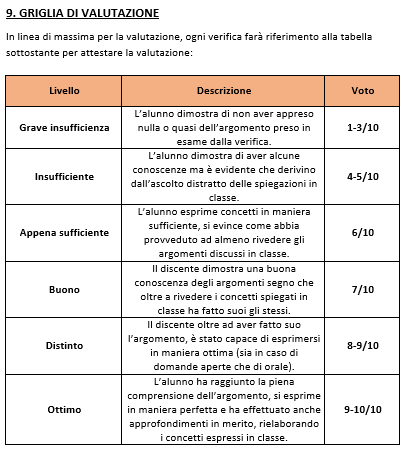 9. GRIGLIA DI VALUTAZIONE
In linea di massima per la valutazione, ogni verifica farà riferimento alla tabella
sottostante per attestare la valutazione:
Livello Descrizione Voto
Grave insufficienza
L'alunno dimostra di non aver appreso
nulla o quasi dell'argomento preso in
esame dalla verifica.
1-3/10
Insufficiente
L'alunno dimostra di aver alcune
conoscenze ma è evidente che derivino
dall'ascolto distratto delle spiegazioni in
classe.
4-5/10
Appena sufficiente
L'alunno esprime concetti in maniera
sufficiente, si evince come abbia
provveduto ad almeno rivedere gli
argomenti discussi in classe.
6/10
Buono
Il discente dimostra una buona
conoscenza degli argomenti segno che
oltre a rivedere i concetti spiegati in
classe ha fatto suoi gli stessi.
7/10
Distinto
Il discente oltre ad aver fatto suo
l'argomento, è stato capace di esprimersi
in maniera ottima (sia in caso di
domande aperte che di orale).
8-9/10
Ottimo
L'alunno ha raggiunto la piena
comprensione dell'argomento, si esprime
in maniera perfetta e ha effettuato anche
approfondimenti in merito, rielaborando
i concetti espressi in classe.
9-10/10